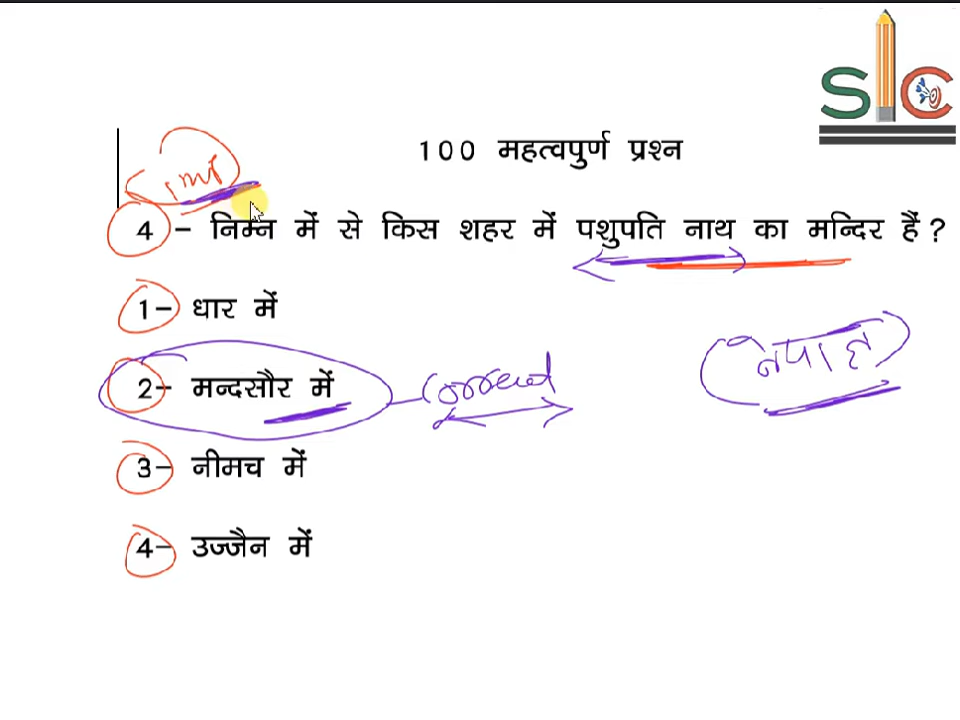 SIC
100 महत्वपुर्ण प्रश्न
imp
4 - निम्न में से किस शहर में पशुपति नाथ का मन्दिर हैं ?
1- धार में
2- मन्दसौर में
Correct
नेपाल
3- नीमच में
4- उज्जैन में